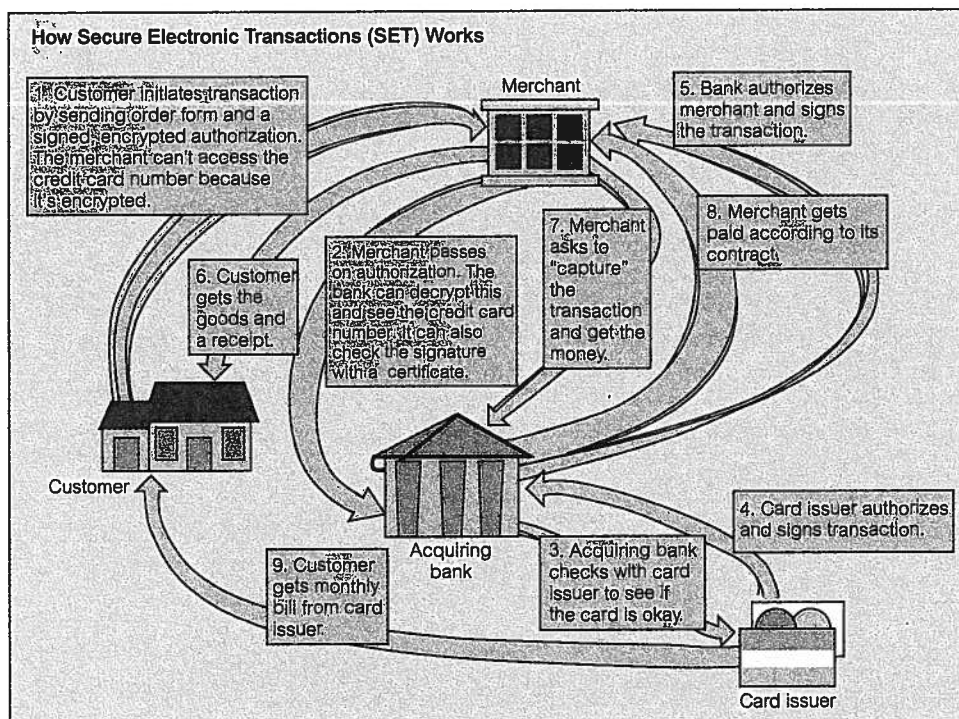 How Secure Electronic Transactions (SET) Works
Merchant
1. Customer initiates transaction
by sending order form and a
signed encrypted authorization.
The merchant can't access the
credit card number because
it's encrypted.
5. Bank authorizes
merchant and signs
the transaction.
6. Customer
gets the
goods and
a receipt.
2. Merchant passes
on authorization. The
bank can decrypt this
and see the credit card
number. It can also
check the signature
with a certificate.
7. Merchant
asks to
"capture"
the
transaction
and get the
money.
8. Merchant gets
paid according to its
contract.
Customer
Acquiring
bank
4. Card issuer authorizes
and signs transaction.
3. Acquiring bank
checks with card
issuer to see if
the card is okay.
9. Customer
gets monthly
bill from card
issuer.
Card issuer